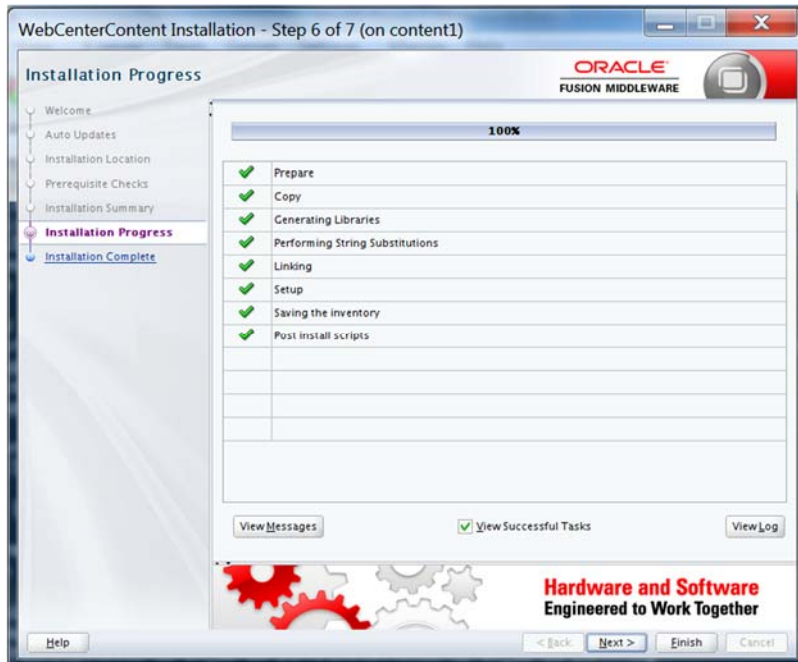 WebCenterContent Installation - Step 6 of 7 (on content1)
Installation Progress
ORACLE
FUSION MIDDLEWARE
Welcome
Auto Updates
Installation Location
Prerequisite Checks
Installation Summary
Installation Progress
Installation Complete
100%
Prepare
Copy
Generating Libraries
Performing String Substitutions
Linking
Setup
Saving the inventory
Post install scripts
View Messages
View Successful Tasks
View Log
Hardware and Software
Engineered to Work Together
Help
< Back
Next >
Finish
Cancel